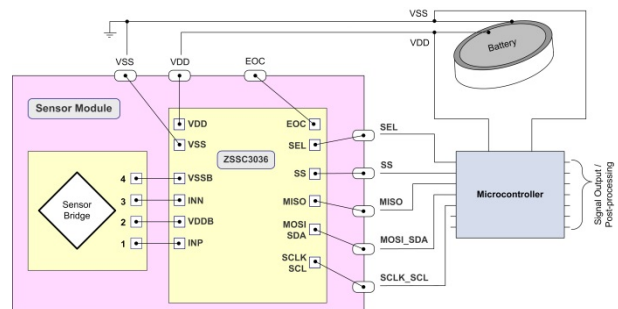 VSS
VDD
Battery
VSS
VDD
EOC
Sensor Module
VDD
EOC
SEL
VSS
SEL
ZSSC3036
Sensor
Bridge
4
VSSB
SS
SS
3
INN
MISO
MISO
2
VDDB
MOSI
SDA
MOSI_SDA
1
INP
SCLK
SCL
SCLK_SCL
Microcontroller
Signal Output /
Post-processing